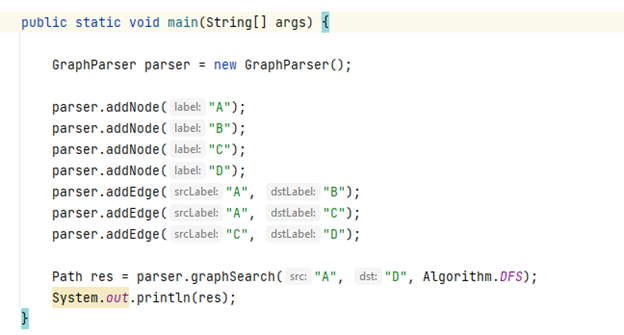 public static void main(String[] args) {
GraphParser parser = new GraphParser();
parser.addNode( label: "A");
parser.addNode( label: "B");
parser.addNode( label: "C");
parser.addNode( label: "D");
parser.addEdge( srcLabel: "A", dstLabel: "B");
parser.addEdge( srcLabel: "A", dstLabel: "C");
parser.addEdge( srcLabel: "C", dstLabel: "D");
Path res = parser.graphSearch( src: "A", dst: "D", Algorithm.DFS);
System.out.println(res);
}